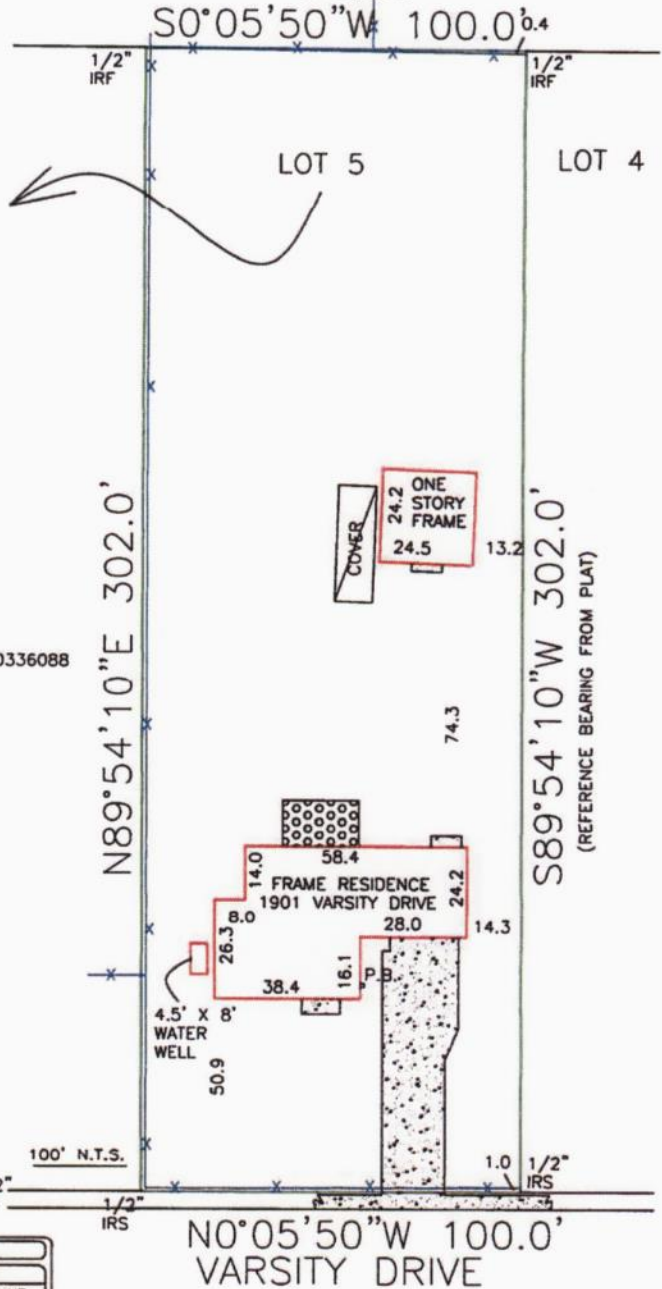 S0°05'50"W 100.0'
0.4
1/2"
IRF
1/2"
IRF
LOT 5
LOT 4
N89°54'10"E 302.0'
S89°54'10"W 302.0'
(REFERENCE BEARING FROM PLAT)
ONE
STORY
FRAME
24.2
24.5
13.2
COVER
0336088
74.3
58.4
14.0
FRAME RESIDENCE
1901 VARSITY DRIVE
24.2
8.0
28.0
14.3
26.3
16.1
P.B.
38.4
4.5' X 8'
WATER
WELL
50.9
100' N.T.S.
1.0
1/2"
IRS
2"
1/2"
IRS
N0°05'50"W 100.0'
VARSITY DRIVE